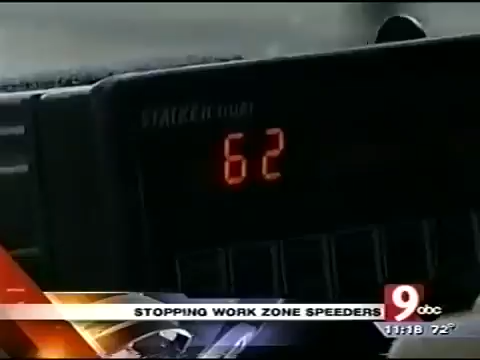 STALKER DUAL
62
STOPPING WORK ZONE SPEEDERS
9 abc
11:18 72°